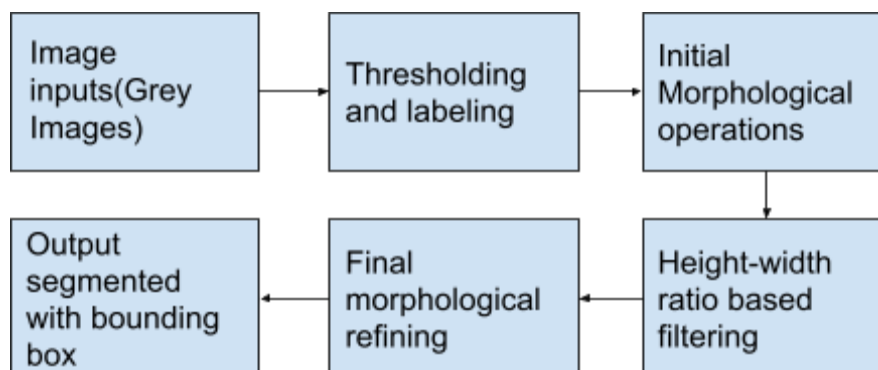 Image
inputs(Grey
Images)
Thresholding
and labeling
Initial
Morphological
operations
Height-width
ratio based
filtering
Final
morphological
refining
Output
segmented
with bounding
box